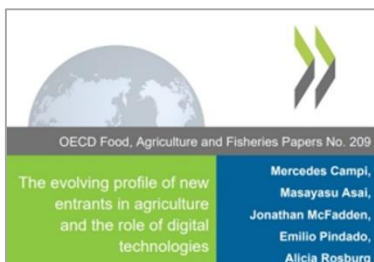 OECD Food, Agriculture and Fisheries Papers No. 209
The evolving profile of new
entrants in agriculture
and the role of digital
technologies
Mercedes Campi,
Masayasu Asai,
Jonathan McFadden,
Emilio Pindado,
Alicia Rosburg